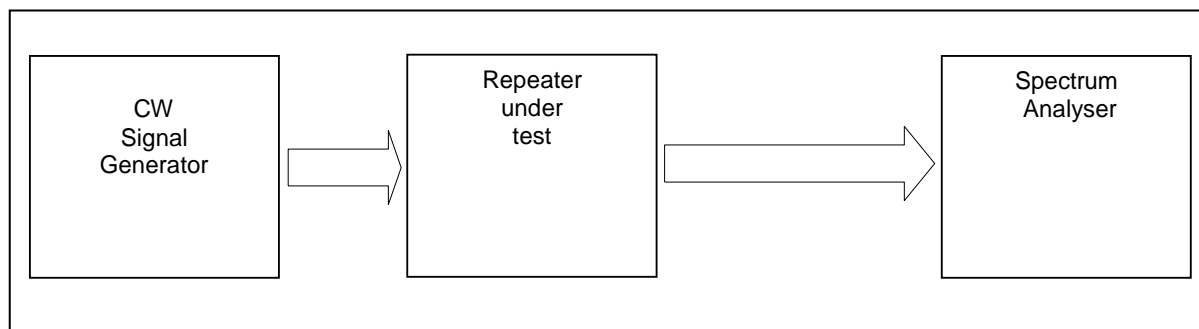 CW
Signal
Generator
Repeater
under
test
Spectrum
Analyser